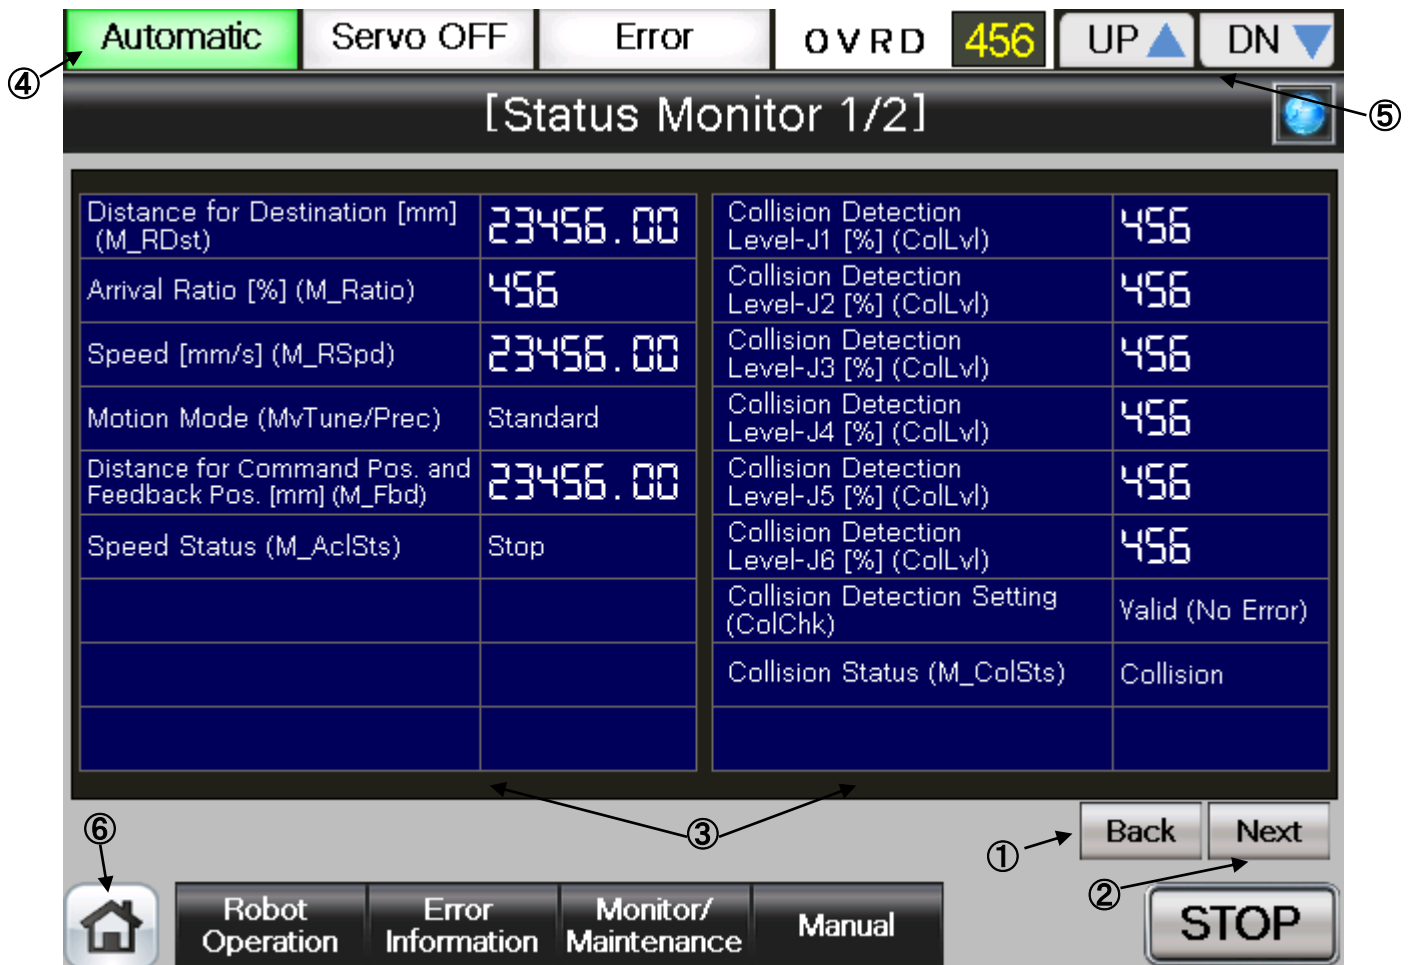 Automatic Servo OFF Error OVRD 456 UP DN
④
⑤
[Status Monitor 1/2]
Distance for Destination [mm]
(M_RDst)
23456.00
Arrival Ratio [%] (M_Ratio)
456
Speed [mm/s] (M_RSpd)
23456.00
Motion Mode (MvTune/Prec)
Standard
Distance for Command Pos. and
Feedback Pos. [mm] (M_Fbd)
23456.00
Speed Status (M_AclSts)
Stop
Collision Detection
Level-J1 [%] (ColLvl)
456
Collision Detection
Level-J2 [%] (ColLvl)
456
Collision Detection
Level-J3 [%] (ColLvl)
456
Collision Detection
Level-J4 [%] (ColLvl)
456
Collision Detection
Level-J5 [%] (ColLvl)
456
Collision Detection
Level-J6 [%] (ColLvl)
456
Collision Detection Setting
(ColChk)
Valid (No Error)
Collision Status (M_ColSts)
Collision
⑥
③
①
Back
Next
②
Robot
Operation
Error
Information
Monitor/
Maintenance
Manual
STOP